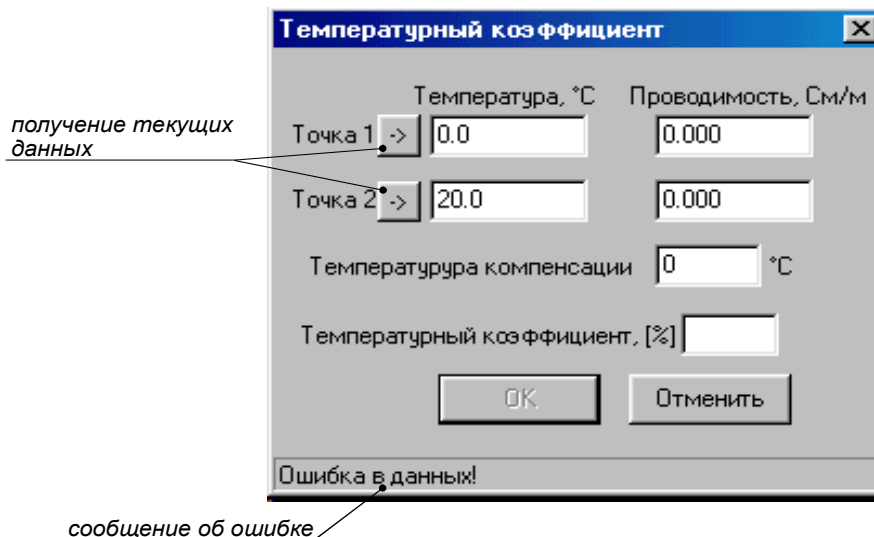 Температурный коэффициент
Температура, °C Проводимость, См/м
получение текущих
данных
Точка 1 -> 0.0 0.000
Точка 2 -> 20.0 0.000
Температурура компенсации 0 °C
Температурный коэффициент, [%]
OK Отменить
Ошибка в данных!
сообщение об ошибке